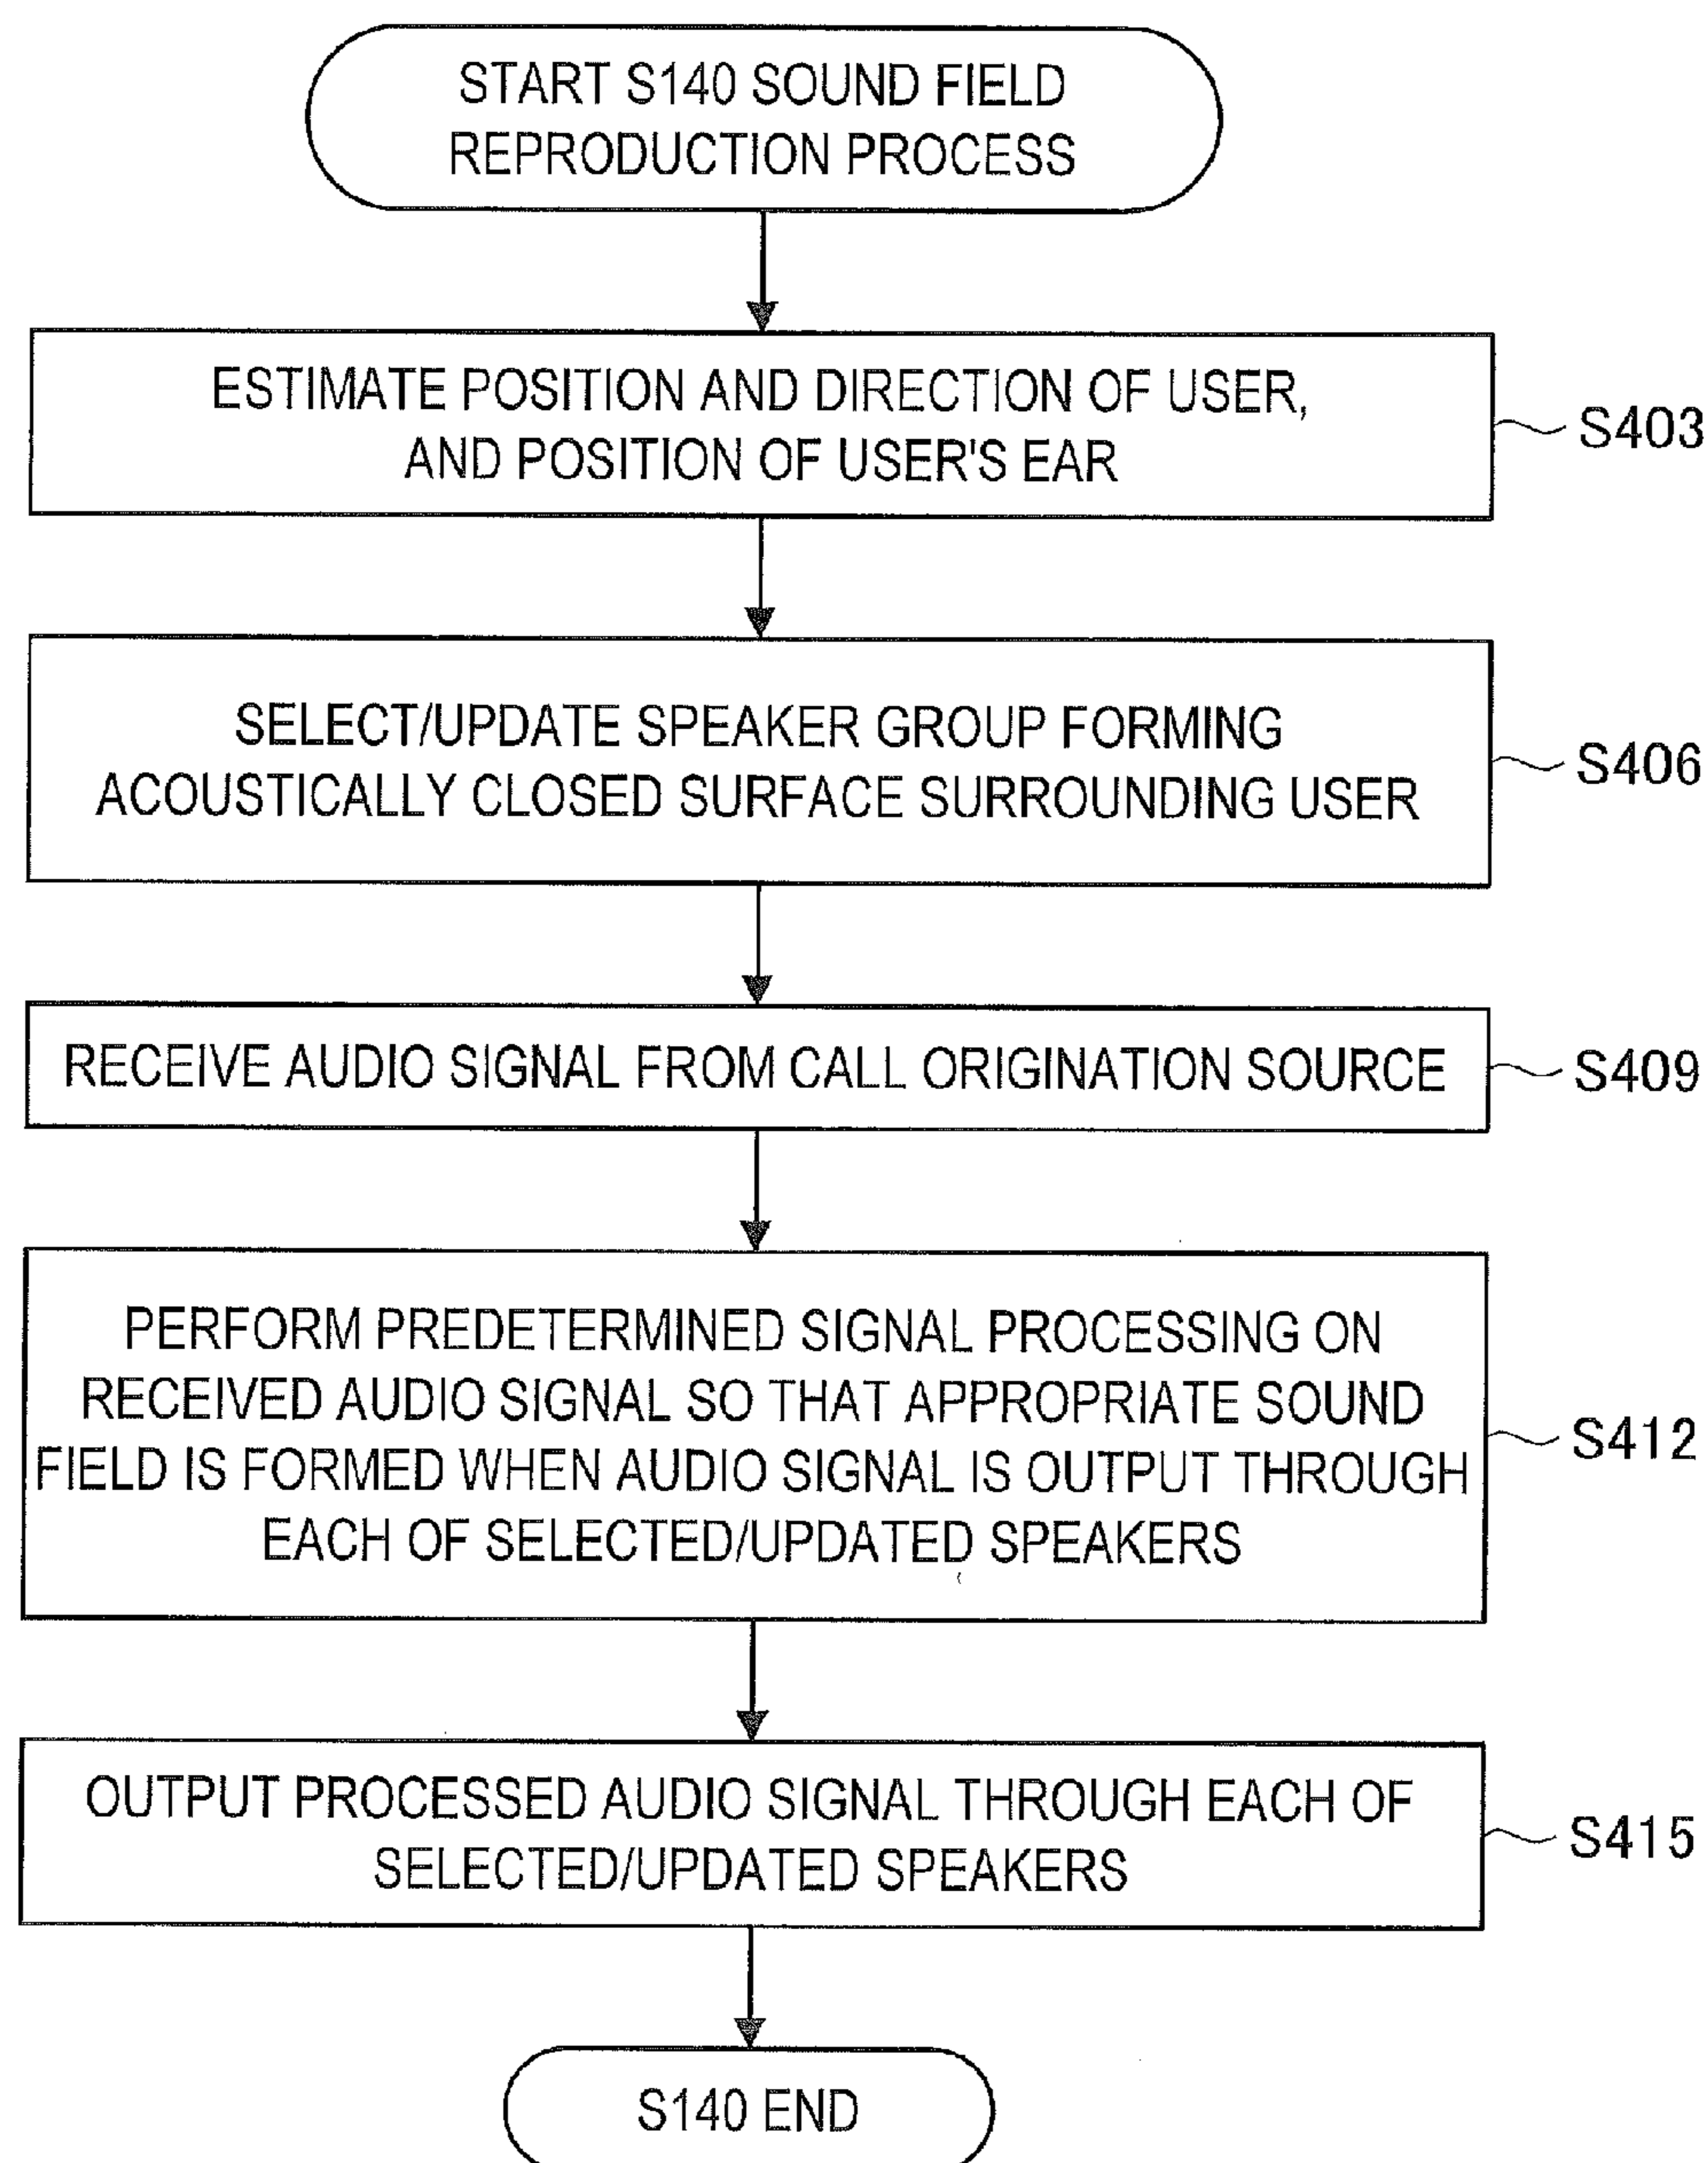 START S140 SOUND FIELD
REPRODUCTION PROCESS
ESTIMATE POSITION AND DIRECTION OF USER,
AND POSITION OF USER'S EAR
S403
SELECT/UPDATE SPEAKER GROUP FORMING
ACOUSTICALLY CLOSED SURFACE SURROUNDING USER
S406
RECEIVE AUDIO SIGNAL FROM CALL ORIGINATION SOURCE
S409
PERFORM PREDETERMINED SIGNAL PROCESSING ON
RECEIVED AUDIO SIGNAL SO THAT APPROPRIATE SOUND
FIELD IS FORMED WHEN AUDIO SIGNAL IS OUTPUT THROUGH
EACH OF SELECTED/UPDATED SPEAKERS
S412
OUTPUT PROCESSED AUDIO SIGNAL THROUGH EACH OF
SELECTED/UPDATED SPEAKERS
S415
S140 END